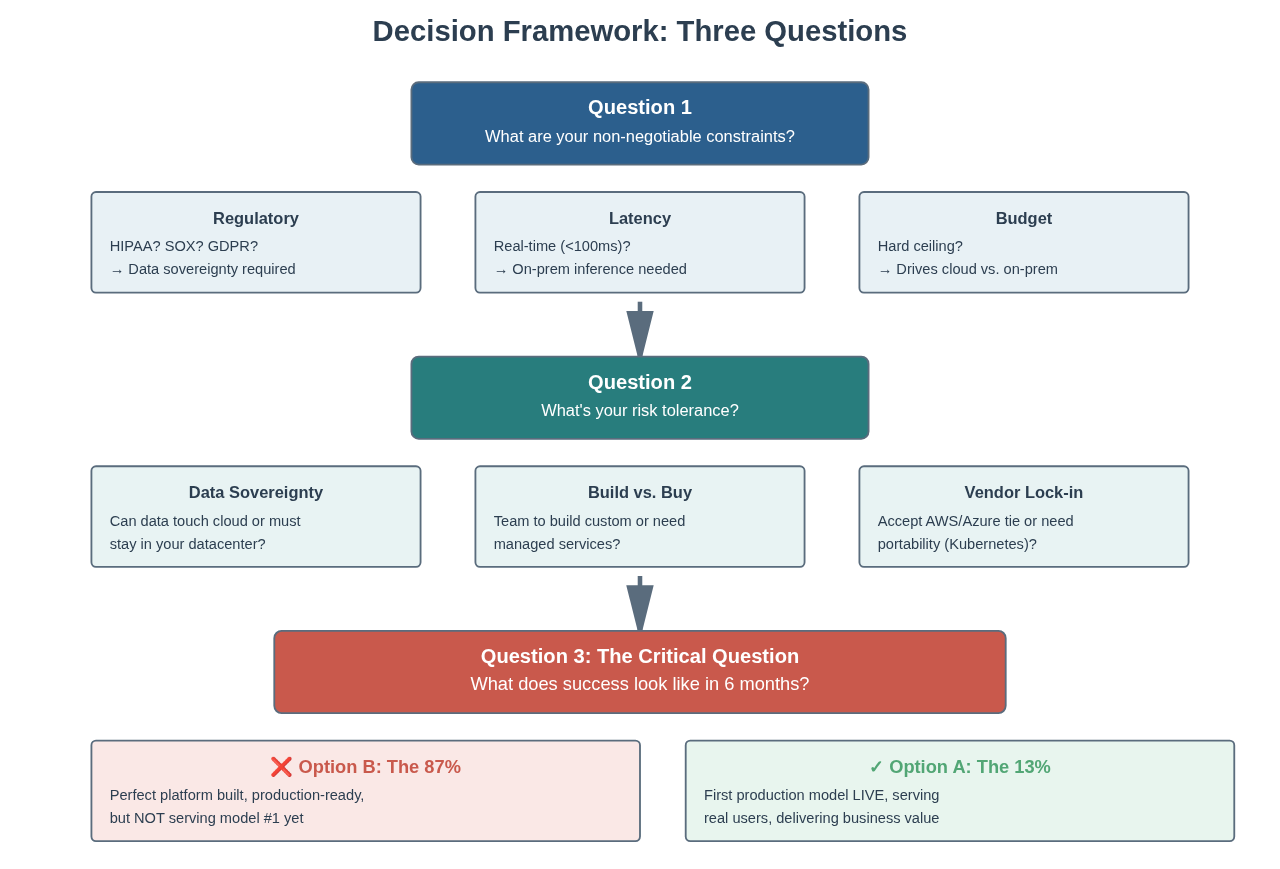 Decision Framework: Three Questions
Question 1
What are your non-negotiable constraints?
Regulatory
HIPAA? SOX? GDPR?
→ Data sovereignty required
Latency
Real-time (<100ms)?
→ On-prem inference needed
Budget
Hard ceiling?
→ Drives cloud vs. on-prem
Question 2
What's your risk tolerance?
Data Sovereignty
Can data touch cloud or must
stay in your datacenter?
Build vs. Buy
Team to build custom or need
managed services?
Vendor Lock-in
Accept AWS/Azure tie or need
portability (Kubernetes)?
Question 3: The Critical Question
What does success look like in 6 months?
❌ Option B: The 87%
Perfect platform built, production-ready,
but NOT serving model #1 yet
✓ Option A: The 13%
First production model LIVE, serving
real users, delivering business value